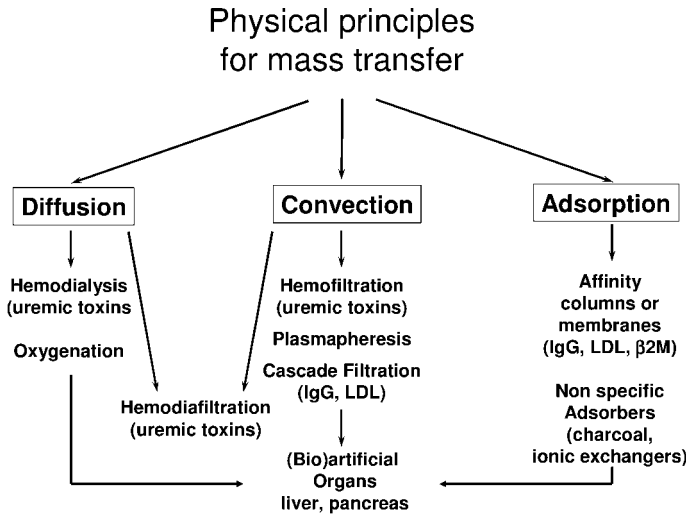 Physical principles
for mass transfer
Diffusion
Convection
Adsorption
Hemodialysis
(uremic toxins
Oxygenation
Hemofiltration
(uremic toxins)
Plasmapheresis
Cascade Filtration
(IgG, LDL)
Affinity
columns or
membranes
(IgG, LDL, β2M)
Non specific
Adsorbers
(charcoal,
ionic exchangers)
Hemodiafiltration
(uremic toxins)
(Bio)artificial
Organs
liver, pancreas